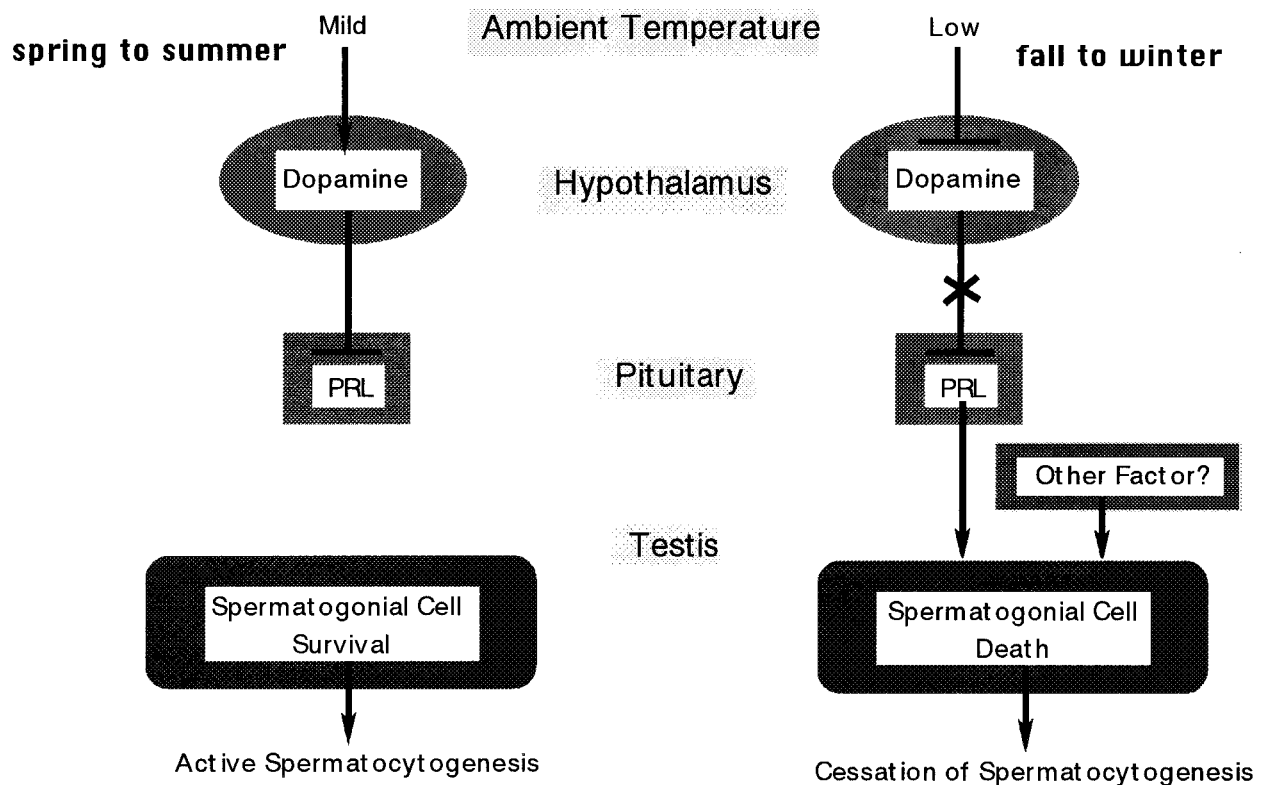 Mild
Ambient Temperature
Low
spring to summer
fall to winter
Dopamine
Hypothalamus
Dopamine
PRL
Pituitary
PRL
Other Factor?
Testis
Spermatogonial Cell
Survival
Spermatogonial Cell
Death
Active Spermatocytogenesis
Cessation of Spermatocytogenesis